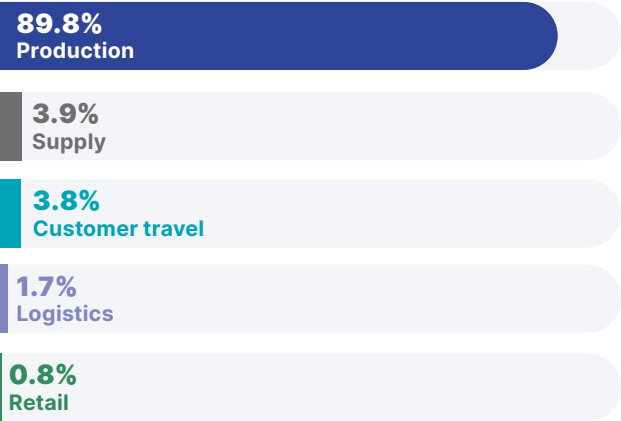 89.8%
Production
3.9%
Supply
3.8%
Customer travel
1.7%
Logistics
0.8%
Retail